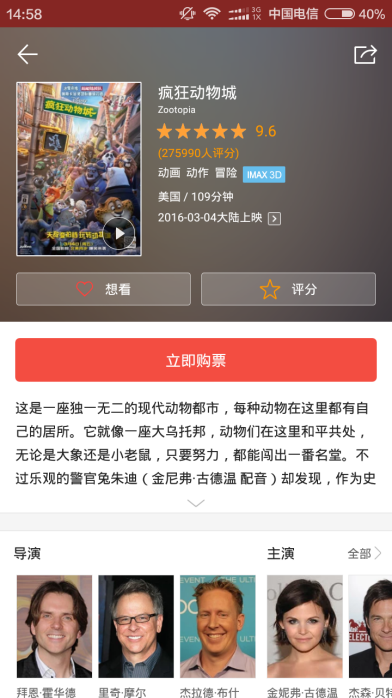 14:58
3G
1X
中国电信
40%
疯狂动物城
疯狂动物城
Zootopia
9.6
(275990人评分)
动画 动作 冒险 IMAX 3D
美国 / 109分钟
2016-03-04大陆上映
想看
评分
立即购票
这是一座独一无二的现代动物都市，每种动物在这里都有自
己的居所。它就像一座大乌托邦，动物们在这里和平共处，
无论是大象还是小老鼠，只要努力，都能闯出一番名堂。不
过乐观的警官兔朱迪（金尼弗·古德温 配音）却发现，作为史
导演
主演
全部
拜恩·霍华德
里奇·摩尔
杰拉德·布什
金妮弗·古德温
杰森·贝